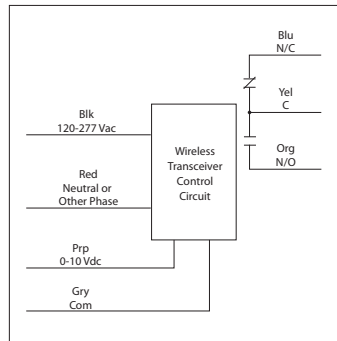 Blu
N/C
Yel
C
Org
N/O
Blk
120-277 Vac
Red
Neutral or
Other Phase
Prp
0-10 Vdc
Gry
Com
Wireless
Transceiver
Control
Circuit